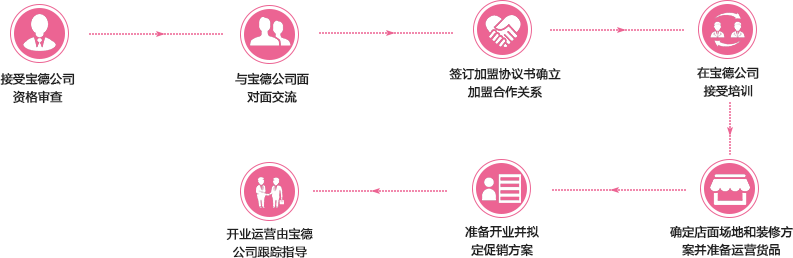 接受宝德公司
资格审查
与宝德公司面
对面交流
签订加盟协议书确立
加盟合作关系
在宝德公司
接受培训
确定店面场地和装修方
案并准备运营货品
准备开业并拟
定促销方案
开业运营由宝德
公司跟踪指导